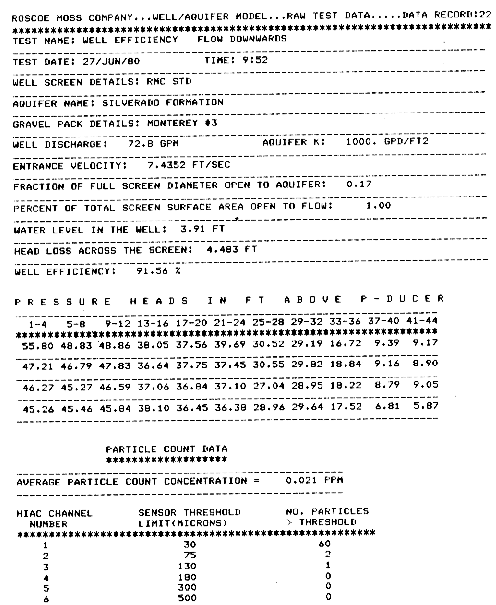 ROSCOE MOSS COMPANY...WELL/AQUIFER MODEL...RAW TEST DATA.....DATA RECORD:22
TEST NAME: WELL EFFICIENCY FLOW DOWNWARDS
TEST DATE: 27/JUN/80 TIME: 9:52
WELL SCREEN DETAILS: RMC STD
AQUIFER NAME: SILVERADO FORMATION
GRAVEL PACK DETAILS: MONTEREY #3
WELL DISCHARGE: 72.8 GPM AQUIFER K: 1000. GPD/FT2
ENTRANCE VELOCITY: 7.4352 FT/SEC
FRACTION OF FULL SCREEN DIAMETER OPEN TO AQUIFER: 0.17
PERCENT OF TOTAL SCREEN SURFACE AREA OPEN TO FLOW: 1.00
WATER LEVEL IN THE WELL: 3.91 FT
HEAD LOSS ACROSS THE SCREEN: 4.483 FT
WELL EFFICIENCY: 91.56 %
P R E S S U R E H E A D S I N F T A B O V E P - D U C E R
1-4 5-8 9-12 13-16 17-20 21-24 25-28 29-32 33-36 37-40 41-44
55.80 48.83 48.86 38.05 37.56 39.69 30.52 29.19 16.72 9.39 9.17
47.21 46.79 47.83 36.64 37.75 37.45 30.55 29.82 18.84 9.16 8.90
46.27 45.27 46.59 37.06 36.84 37.10 27.04 28.95 18.22 8.79 9.05
45.26 45.46 45.84 38.10 36.45 36.38 28.96 29.64 17.52 6.81 5.87
PARTICLE COUNT DATA
AVERAGE PARTICLE COUNT CONCENTRATION = 0.021 PPM
HIAC CHANNEL SENSOR THRESHOLD NO. PARTICLES
NUMBER LIMIT(MICRONS) > THRESHOLD
1 30 60
2 75 2
3 130 1
4 180 0
5 300 0
6 500 0